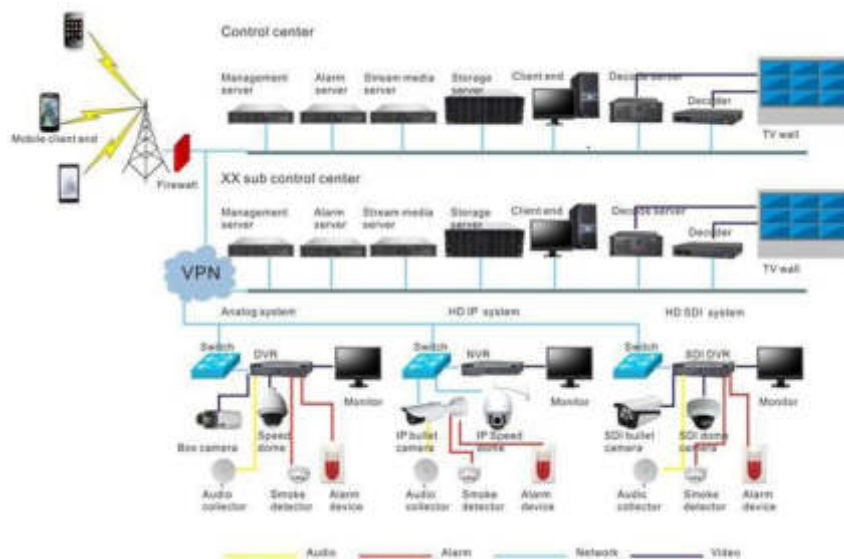 Control center
Management server
Alarm server
Stream media server
Storage server
Client end
Decode server
Decoder
TV wall
Mobile client end
Firewall
XX sub control center
Management server
Alarm server
Stream media server
Storage server
Client end
Decode server
Decoder
TV wall
VPN
Analog system
HD IP system
HD SDI system
Switch
DVR
Monitor
Box camera
Speed dome
Audio collector
Smoke detector
Alarm device
Switch
NVR
Monitor
IP bullet camera
IP Speed dome
Audio collector
Smoke detector
Alarm device
Switch
SDI DVR
Monitor
SDI bullet camera
SDI dome camera
Audio collector
Smoke detector
Alarm device
Audio
Alarm
Network
Video